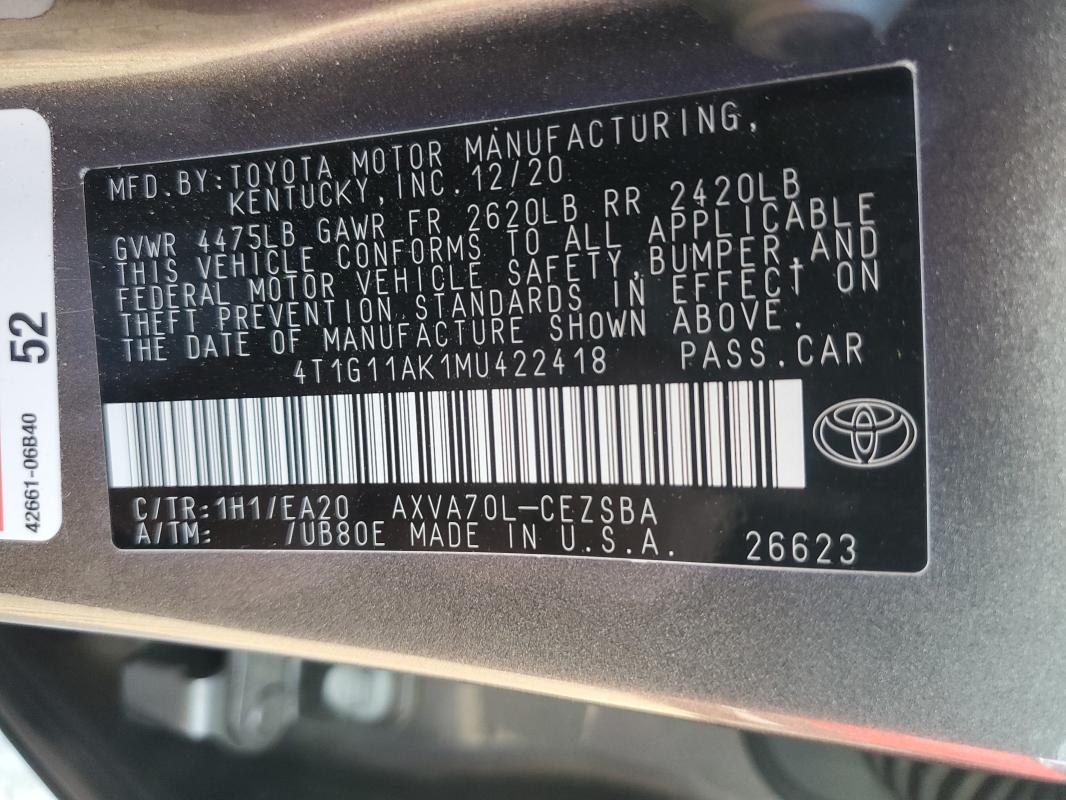 MFD.BY:TOYOTA MOTOR MANUFACTURING,
KENTUCKY, INC. 12/20
GVWR 4475LB GAWR FR 2620LB RR 2420LB
THIS VEHICLE CONFORMS TO ALL APPLICABLE
FEDERAL MOTOR VEHICLE SAFETY,BUMPER,AND
THEFT PREVENTION STANDARDS IN EFFECT ON
THE DATE OF MANUFACTURE SHOWN ABOVE.
4T1G11AK1MU422418 PASS.CAR
C/TR:1H1/EA20 AXVA70L-CEZSBA
A/TM: /UB80E MADE IN U.S.A. 26623
52
42661-06B40